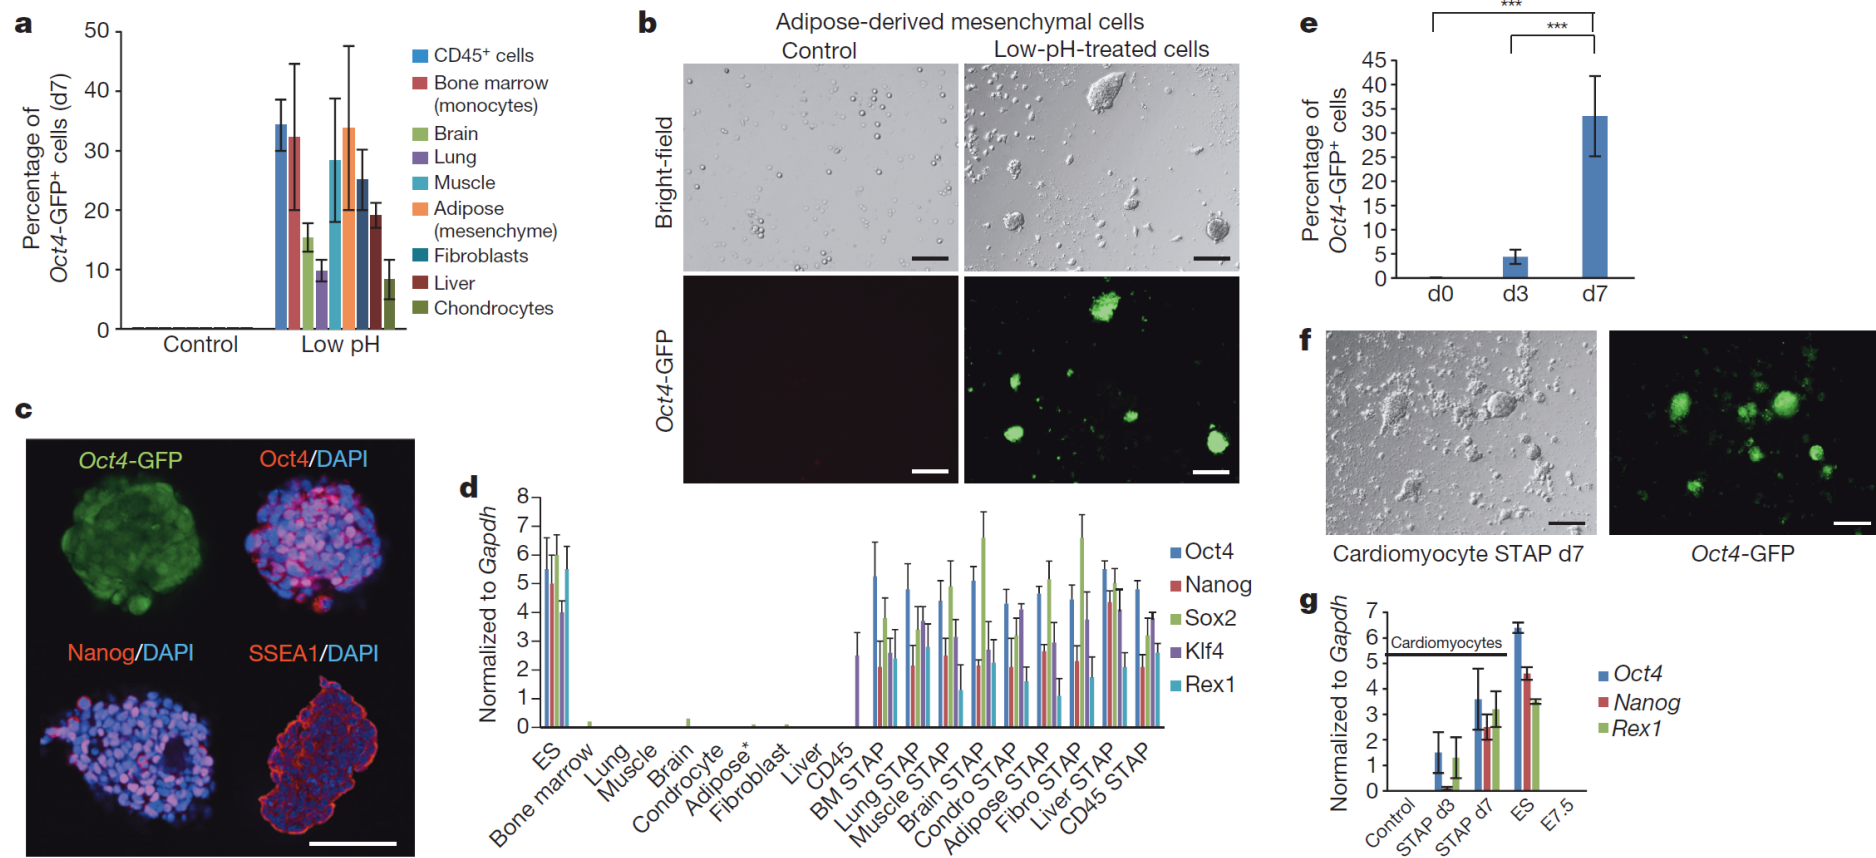 a
50
40
30
20
10
0
Percentage of
Oct4-GFP+ cells (d7)
Control
Low pH
CD45+ cells
Bone marrow
(monocytes)
Brain
Lung
Muscle
Adipose
(mesenchyme)
Fibroblasts
Liver
Chondrocytes
b
Adipose-derived mesenchymal cells
Control
Low-pH-treated cells
Bright-field
Oct4-GFP
c
Oct4-GFP
Oct4/DAPI
Nanog/DAPI
SSEA1/DAPI
d
8
7
6
5
4
3
2
1
0
Normalized to Gapdh
ES
Bone marrow
Lung
Muscle
Brain
Condrocyte
Adipose*
Fibroblast
Liver
CD45
BM STAP
Lung STAP
Muscle STAP
Brain STAP
Condro STAP
Adipose STAP
Fibro STAP
Liver STAP
CD45 STAP
Oct4
Nanog
Sox2
Klf4
Rex1
e
***
***
45
40
35
30
25
20
15
10
5
0
Percentage of
Oct4-GFP+ cells
d0
d3
d7
f
Cardiomyocyte STAP d7
Oct4-GFP
g
7
6
5
4
3
2
1
0
Normalized to Gapdh
Cardiomyocytes
Control
STAP d3
STAP d7
ES
E7.5
Oct4
Nanog
Rex1